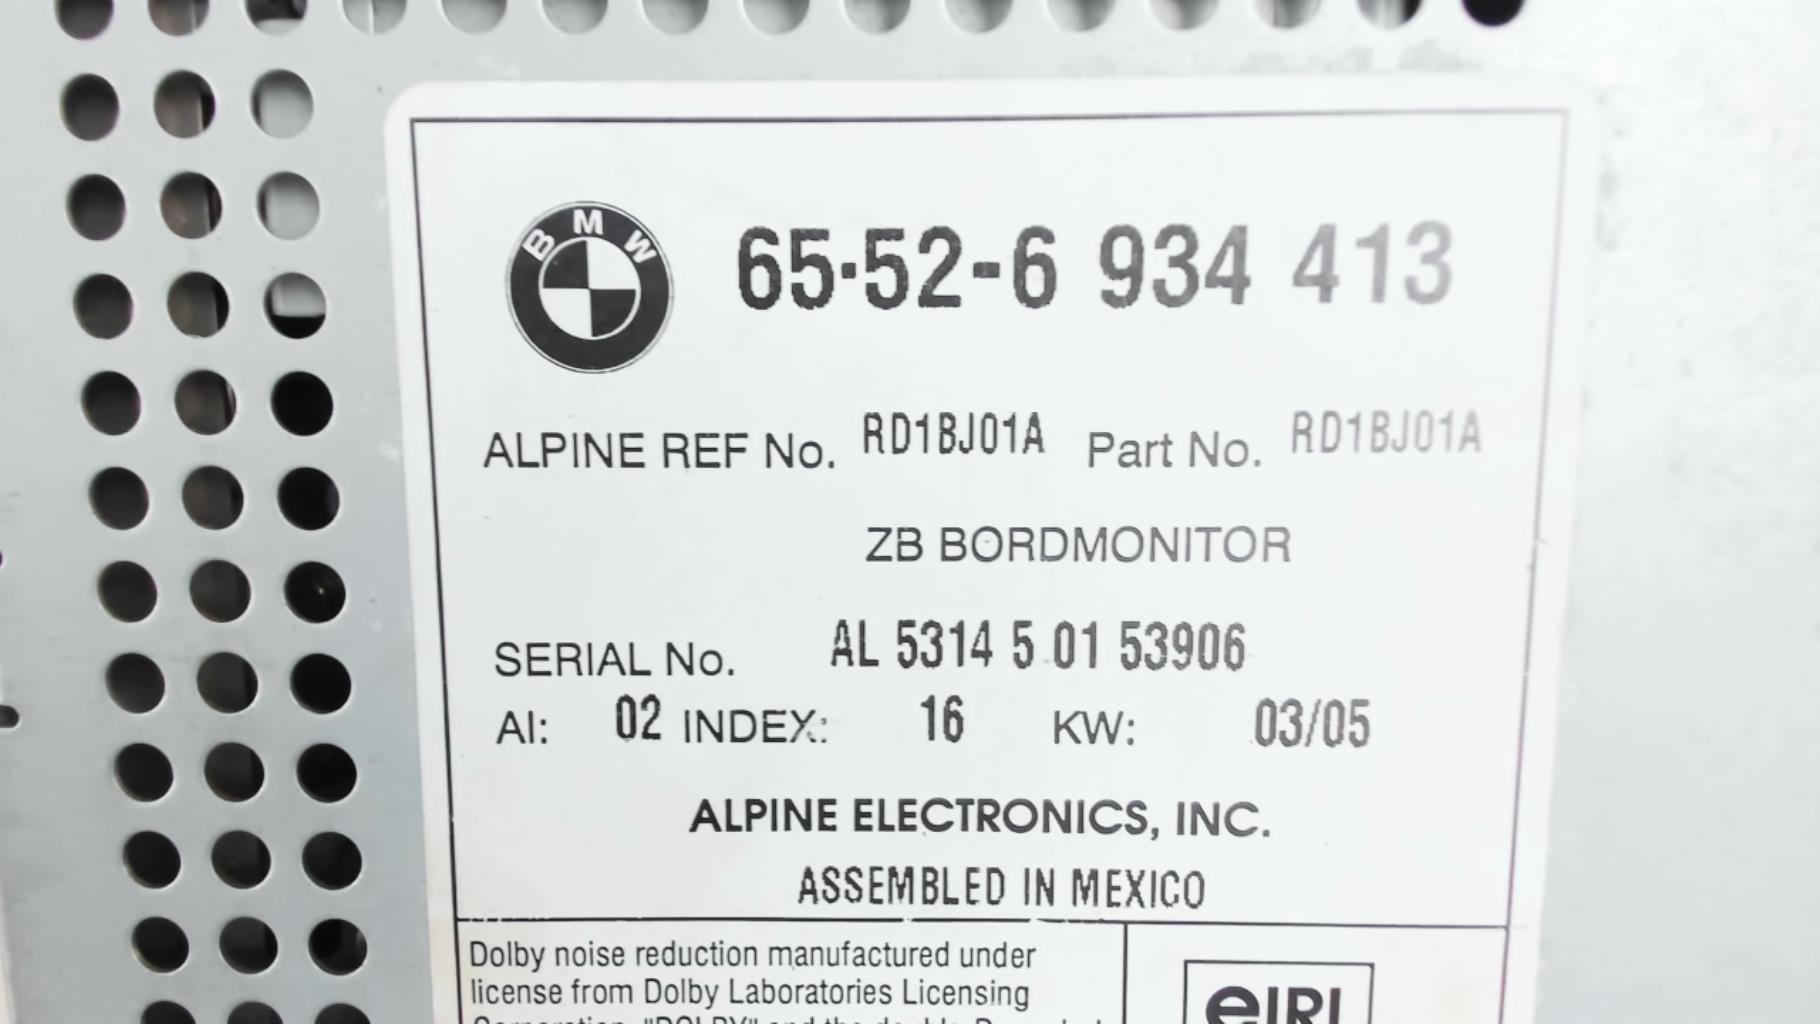 BMW
65·52-6 934 413
ALPINE REF No. RD1BJ01A Part No. RD1BJ01A
ZB BORDMONITOR
SERIAL No. AL 5314 5 01 53906
AI: 02 INDEX: 16 KW: 03/05
ALPINE ELECTRONICS, INC.
ASSEMBLED IN MEXICO
Dolby noise reduction manufactured under
license from Dolby Laboratories Licensing